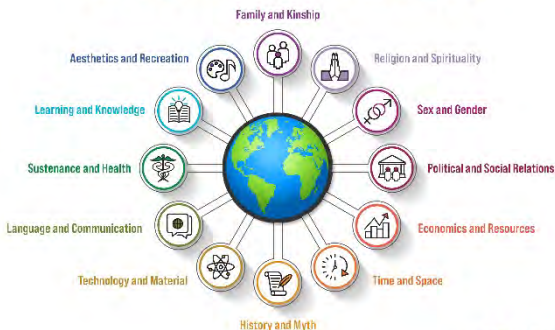 Family and Kinship
Aesthetics and Recreation
Religion and Spirituality
Learning and Knowledge
Sex and Gender
Sustenance and Health
Political and Social Relations
Language and Communication
Economics and Resources
Technology and Material
Time and Space
History and Myth